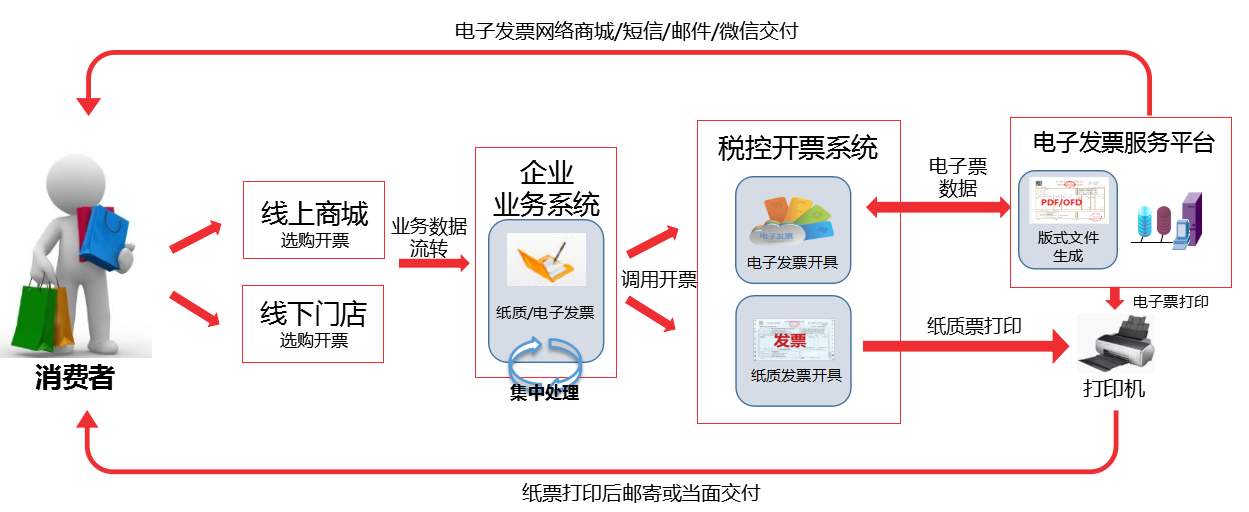 电子发票网络商城/短信/邮件/微信交付
消费者
线上商城
选购开票
线下门店
选购开票
业务数据
流转
企业
业务系统
纸质/电子发票
集中处理
调用开票
税控开票系统
电子发票
电子发票开具
发票
纸质发票开具
电子票
数据
电子发票服务平台
PDF/OFD
版式文件
生成
电子票打印
纸质票打印
打印机
纸票打印后邮寄或当面交付